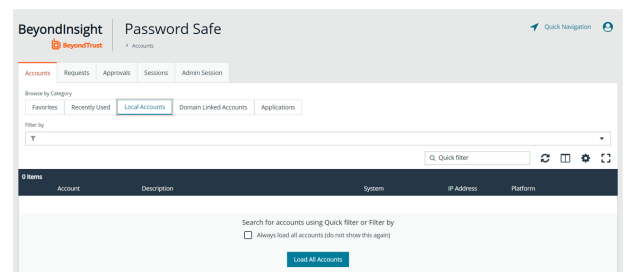 BeyondInsight
BeyondTrust
Password Safe
Accounts
Quick Navigation
Accounts Requests Approvals Sessions Admin Session
Browse by Category
Favorites Recently Used Local Accounts Domain Linked Accounts Applications
Filter by
Quick filter
0 Items
Account Description System IP Address Platform
Search for accounts using Quick filter or Filter by
Always load all accounts (do not show this again)
Load All Accounts